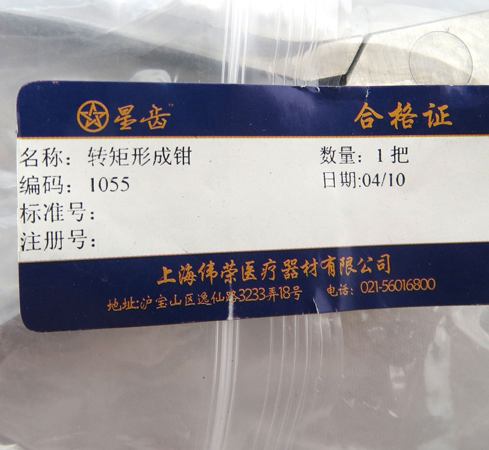 星齿™ 合格证
名称：转矩形成钳 数量：1把
编码：1055 日期:04/10
标准号：
注册号：
上海伟荣医疗器材有限公司
地址:沪宝山区逸仙路3233弄18号 电话：021-56016800